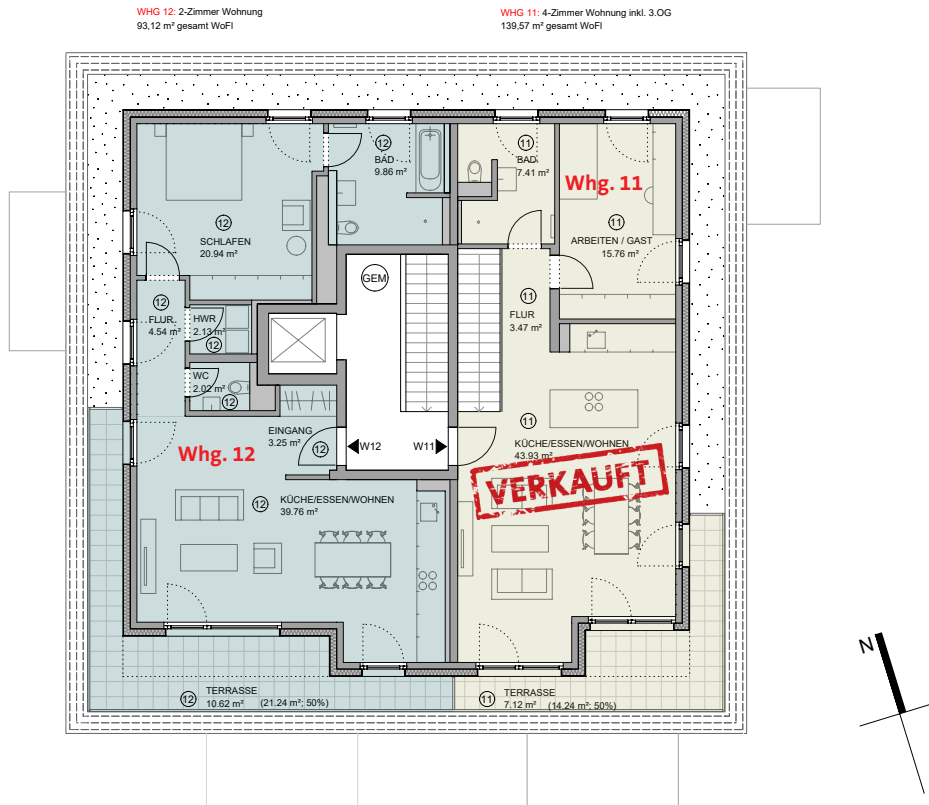 WHG 12: 2-Zimmer Wohnung
93,12 m² gesamt WoFl
WHG 11: 4-Zimmer Wohnung inkl. 3.OG
139,57 m² gesamt WoFl
12
BAD
9.86 m²
11
BAD
7.41 m²
Whg. 11
12
SCHLAFEN
20.94 m²
11
ARBEITEN / GAST
15.76 m²
GEM
12
FLUR
4.54 m²
HWR
2.13 m²
12
11
FLUR
3.47 m²
WC
2.02 m²
12
EINGANG
3.25 m²
12
W12
W11
11
KÜCHE/ESSEN/WOHNEN
43.93 m²
Whg. 12
VERKAUFT
12
KÜCHE/ESSEN/WOHNEN
39.76 m²
12
TERRASSE
10.62 m² (21.24 m²; 50%)
11
TERRASSE
7.12 m² (14.24 m²; 50%)
N